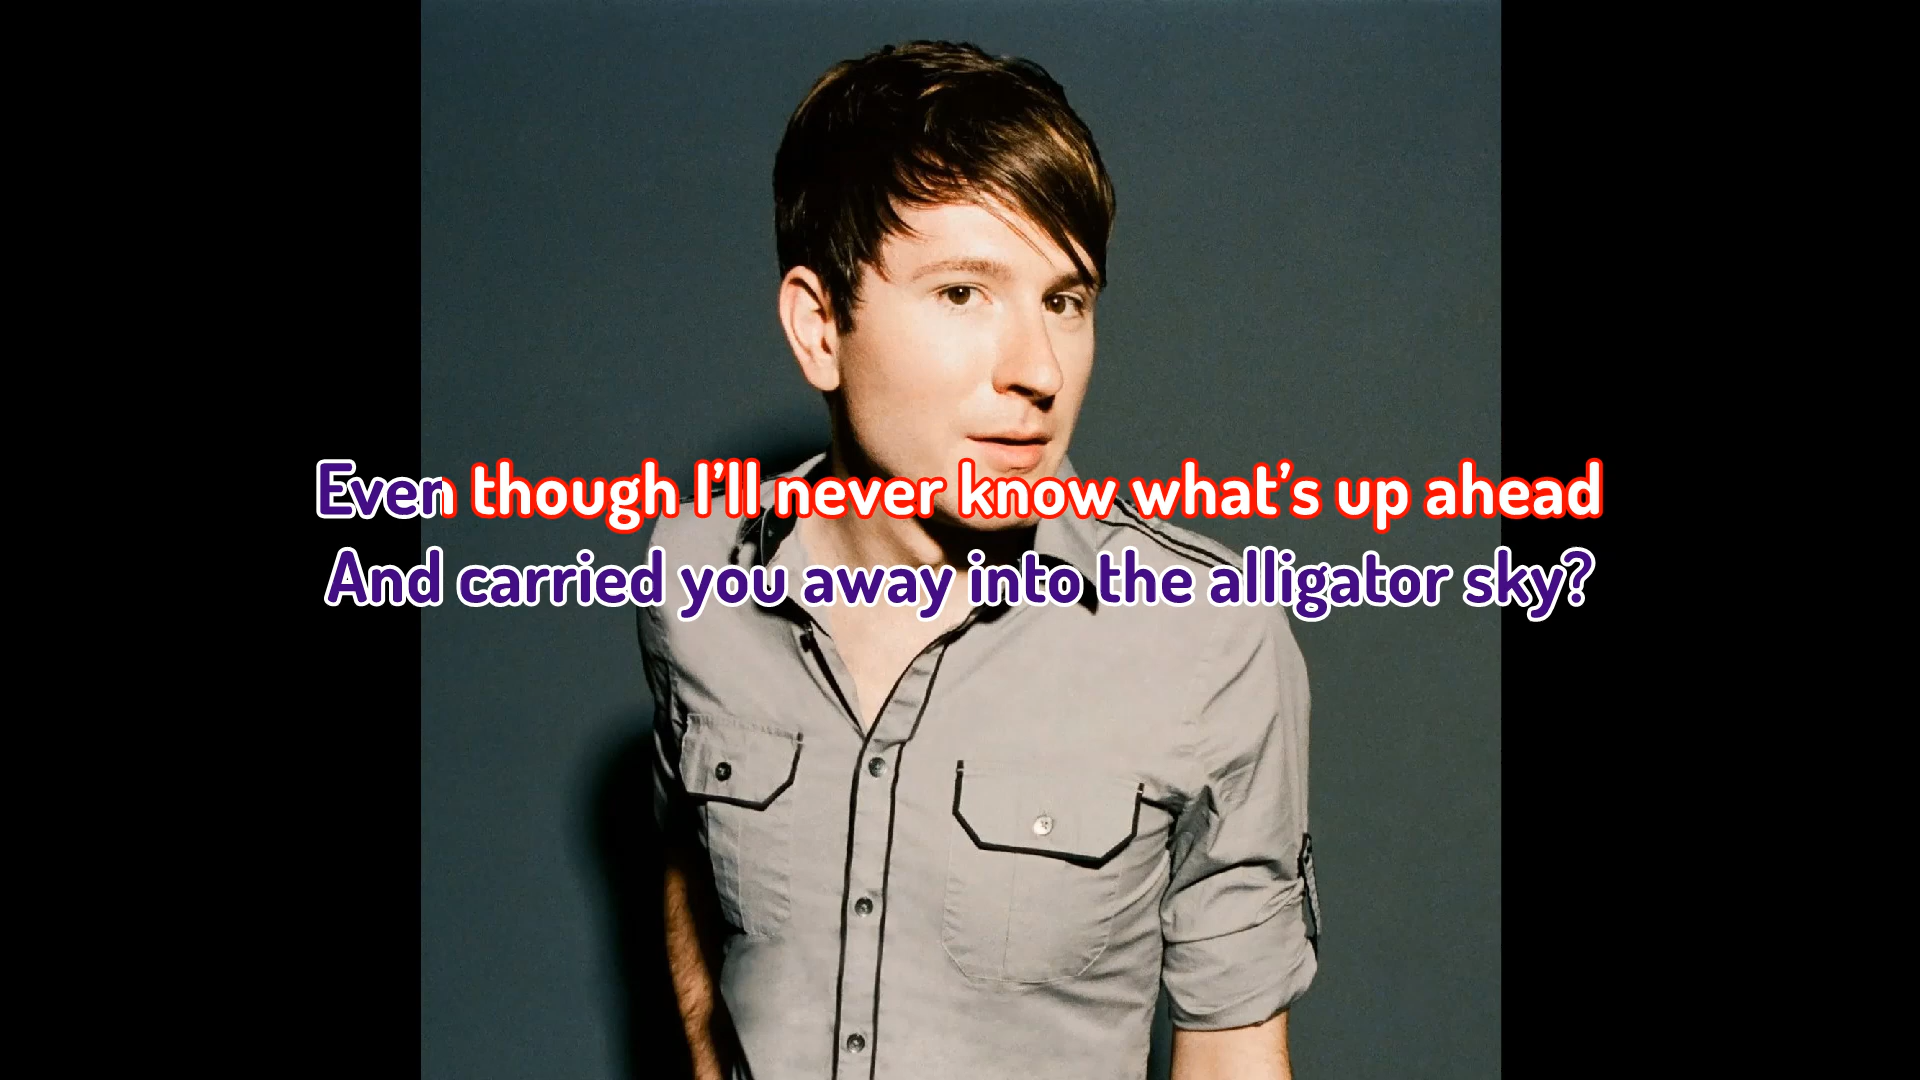 Even though I’ll never know what’s up ahead
And carried you away into the alligator sky?